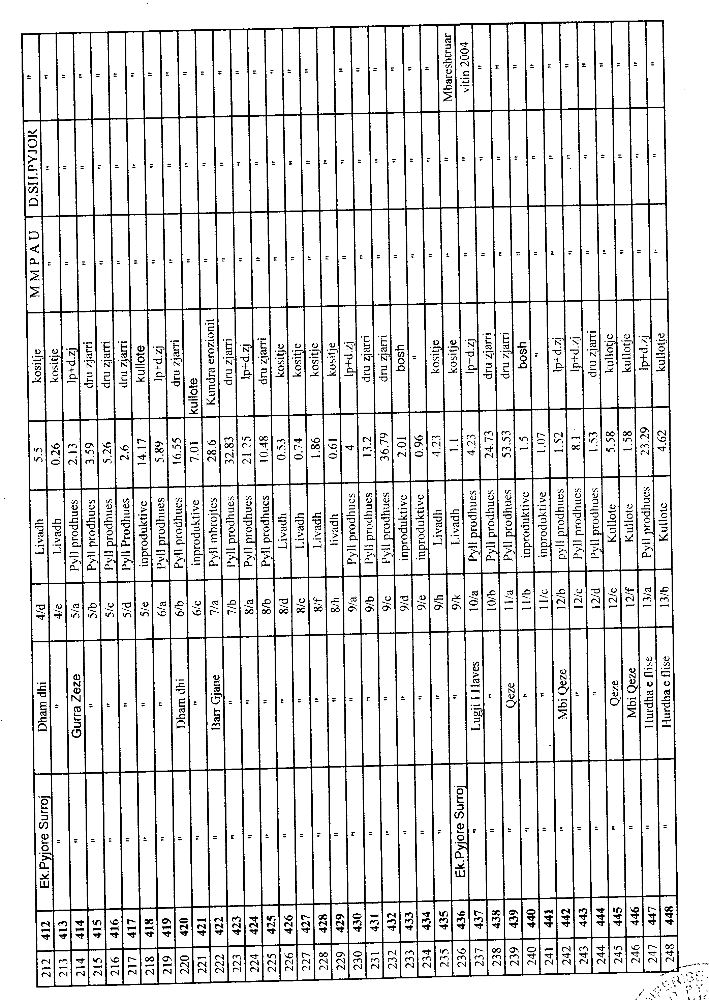 212 412 Ek.Pyjore Surroj Dham dhi 4/d Livadh 5.5 kositje M M P A U D.SH.PYJOR "
213 413 " " 4/e Livadh 0.26 kositje " " "
214 414 " Gurra Zeze 5/a Pyll prodhues 2.13 lp+d.zj " " "
215 415 " " 5/b Pyll prodhues 3.59 dru zjarri " " "
216 416 " " 5/c Pyll prodhues 5.26 dru zjarri " " "
217 417 " " 5/d Pyll Prodhues 2.6 dru zjarri " " "
218 418 " " 5/e inproduktive 14.17 kullote " " "
219 419 " " 6/a Pyll prodhues 5.89 lp+d.zj " " "
220 420 " Dham dhi 6/b Pyll prodhues 16.55 dru zjarri " " "
221 421 " " 6/c inproduktive 7.01 kullote " " "
222 422 " Barr Gjane 7/a Pyll mbrojtes 28.6 Kundra erozionit " " "
223 423 " " 7/b Pyll prodhues 32.83 dru zjarri " " "
224 424 " " 8/a Pyll prodhues 21.25 lp+d.zj " " "
225 425 " " 8/b Pyll prodhues 10.48 dru zjarri " " "
226 426 " " 8/d Livadh 0.53 kositje " " "
227 427 " " 8/e Livadh 0.74 kositje " " "
228 428 " " 8/f Livadh 1.86 kositje " " "
229 429 " " 8/h livadh 0.61 kositje " "
230 430 " " 9/a Pyll prodhues 4 lp+d.zj " " "
231 431 " " 9/b Pyll prodhues 13.2 dru zjarri " " "
232 432 " " 9/c Pyll prodhues 36.79 dru zjarri " " "
233 433 " " 9/d inproduktive 2.01 bosh " " "
234 434 " " 9/e inproduktive 0.96 " " " "
235 435 " " 9/h Livadh 4.23 kositje " " "
236 436 Ek.Pyjore Surroj " 9/k Livadh 1.1 kositje " " Mbareshtruar
237 437 " Lugji I Haves 10/a Pyll prodhues 4.23 lp+d.zj " " vitin 2004
238 438 " " 10/b Pyll prodhues 24.73 dru zjarri " " "
239 439 " Qeze 11/a Pyll prodhues 53.53 dru zjarri " " "
240 440 " " 11/b inproduktive 1.5 bosh " " "
241 441 " " 11/c inproduktive 1.07 " " " "
242 442 " Mbi Qeze 12/b pyll prodhues 1.52 lp+d.zj " " "
243 443 " " 12/c Pyll prodhues 8.1 lp+d.zj " " "
244 444 " " 12/d Pyll prodhues 1.53 dru zjarri " " "
245 445 " Qeze 12/e Kullote 5.58 kullotje " " "
246 446 " Mbi Qeze 12/f Kullote 1.58 kullotje " " "
247 447 " Hurdha e flise 13/a Pyll prodhues 23.29 lp+d.zj " " "
248 448 " Hurdha e flise 13/b Kullote 4.62 kullotje " " "